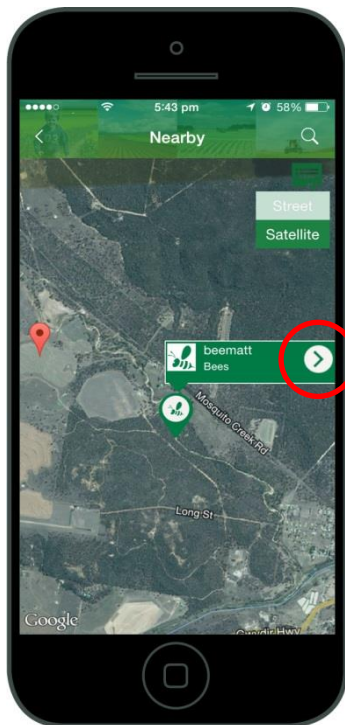 5:43 pm
58%
Nearby
Street
Satellite
beematt
Bees
Mosquito Creek Rd
Long St
Google
Gwydir Hwy